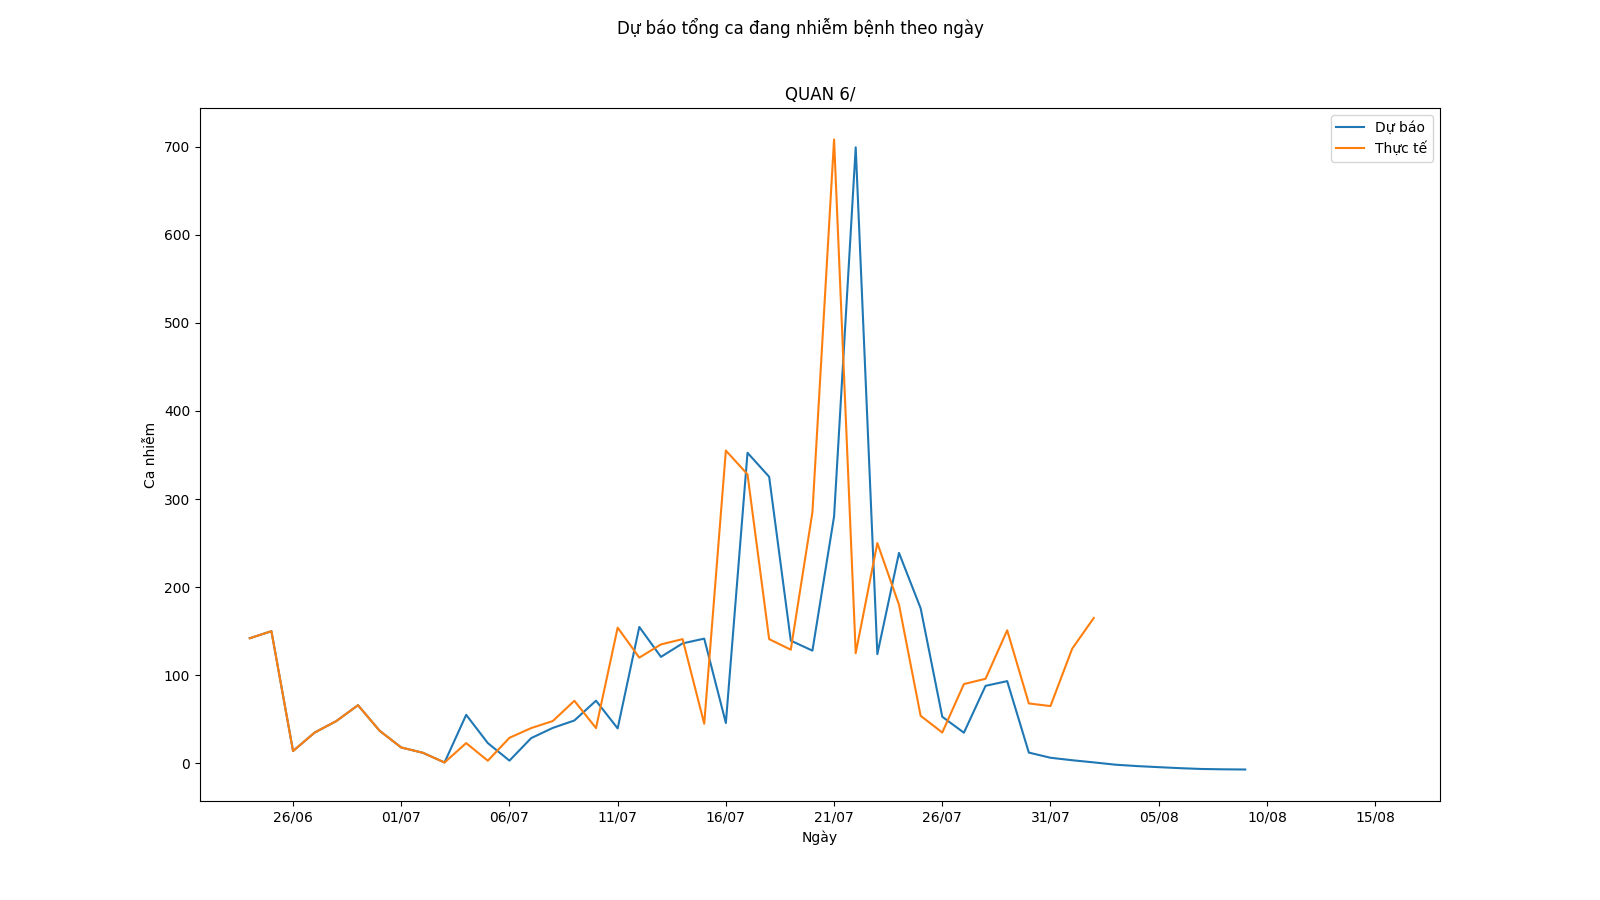 Dự báo tổng ca đang nhiễm bệnh theo ngày
QUAN 6/
Dự báo
Thực tế
700
600
500
400
300
200
100
0
Ca nhiễm
26/06 01/07 06/07 11/07 16/07 21/07 26/07 31/07 05/08 10/08 15/08
Ngày